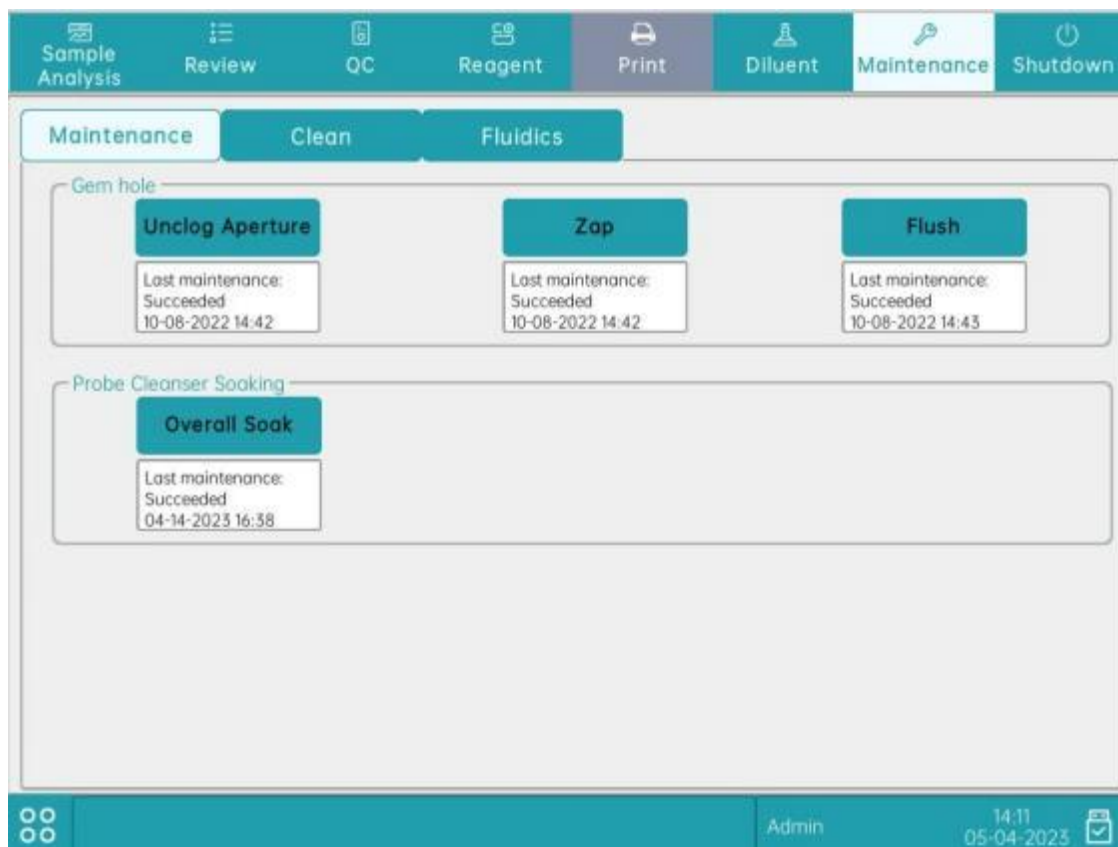 Sample
Analysis
Review
QC
Reagent
Print
Diluent
Maintenance
Shutdown
Maintenance
Clean
Fluidics
Gem hole
Unclog Aperture
Zap
Flush
Last maintenance:
Succeeded
10-08-2022 14:42
Last maintenance:
Succeeded
10-08-2022 14:42
Last maintenance:
Succeeded
10-08-2022 14:43
Probe Cleanser Soaking
Overall Soak
Last maintenance:
Succeeded
04-14-2023 16:38
Admin
14:11
05-04-2023